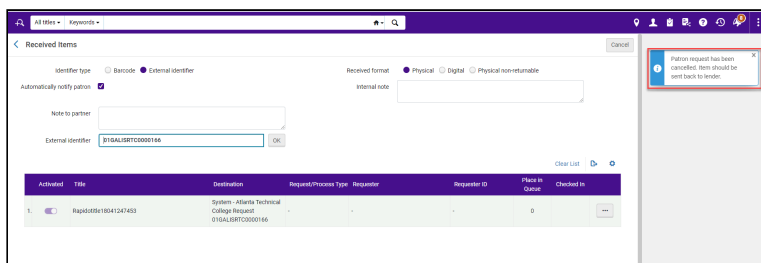 All titles Keywords
8
Received Items
Cancel
Identifier type Barcode External identifier
Received format Physical Digital Physical non-returnable
Automatically notify patron
Internal note
Note to partner
External identifier 01GALISRTC0000166 OK
Patron request has been
cancelled. Item should be
sent back to lender.
X
Clear List
Activated Title Destination Request/Process Type Requester Requester ID Place in Queue Checked In
1. Rapidotitle18041247453 System - Atlanta Technical
College Request
01GALISRTC0000166
- - - 0